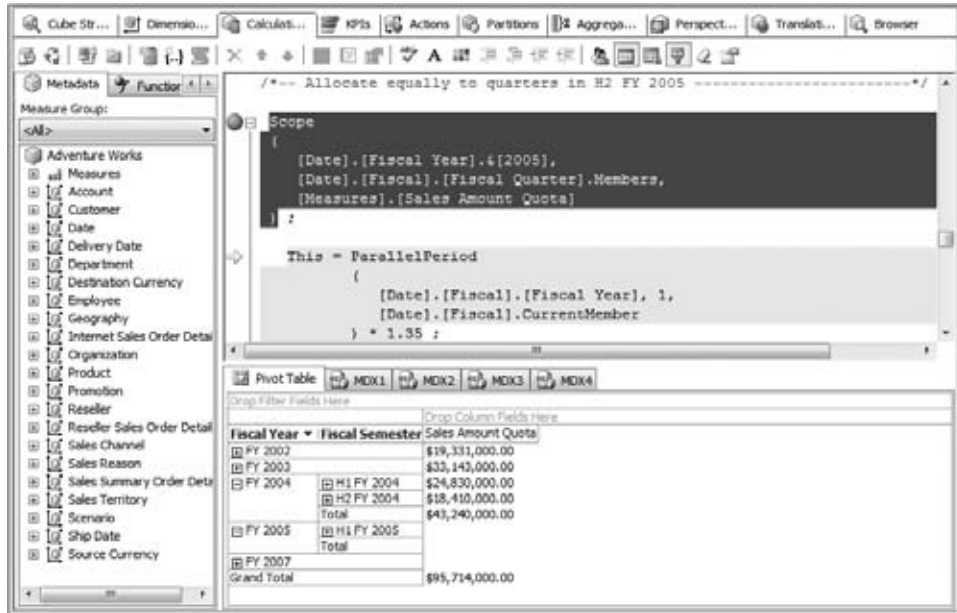 Cube Str... Dimensio... Calculati... KPIs Actions Partitions Aggrega... Perspect... Translati... Browser
Metadata Function
Measure Group:
<All>
Adventure Works
Measures
Account
Customer
Date
Delivery Date
Department
Destination Currency
Employee
Geography
Internet Sales Order Detai
Organization
Product
Promotion
Reseller
Reseller Sales Order Detail
Sales Channel
Sales Reason
Sales Summary Order Deta
Sales Territory
Scenario
Ship Date
Source Currency
/*-- Allocate equally to quarters in H2 FY 2005 ------------------------*/
Scope
(
[Date].[Fiscal Year].&[2005],
[Date].[Fiscal].[Fiscal Quarter].Members,
[Measures].[Sales Amount Quota]
) ;
This = ParallelPeriod
(
[Date].[Fiscal].[Fiscal Year], 1,
[Date].[Fiscal].CurrentMember
) * 1.35 ;
Pivot Table MDX1 MDX2 MDX3 MDX4
Drop Filter Fields Here
Drop Column Fields Here
Fiscal Year Fiscal Semester Sales Amount Quota
FY 2002 $19,331,000.00
FY 2003 $33,143,000.00
FY 2004 H1 FY 2004 $24,830,000.00
H2 FY 2004 $18,410,000.00
Total $43,240,000.00
FY 2005 H1 FY 2005
Total
FY 2007
Grand Total $95,714,000.00